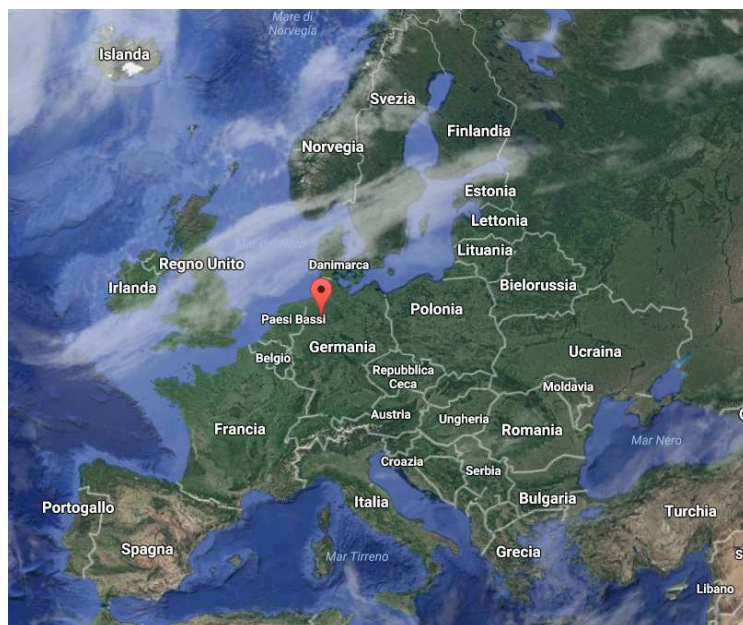 Mare di
Norvegia
Islanda
Svezia
Norvegia
Finlandia
Estonia
Lettonia
Lituania
Regno Unito
Danimarca
Irlanda
Bielorussia
Polonia
Paesi Bassi
Germania
Belgio
Ucraina
Repubblica
Ceca
Moldavia
Austria
Ungheria
Francia
Romania
Mar Nero
Croazia
Serbia
Bulgaria
Italia
Portogallo
Turchia
Spagna
Mar Tirreno
Grecia
Libano